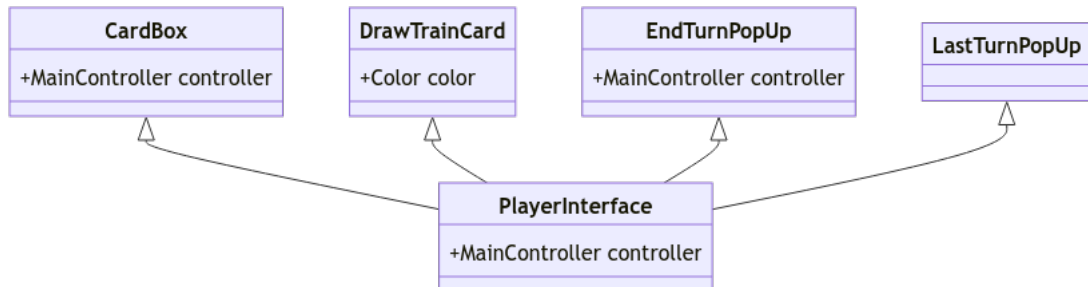 CardBox
+MainController controller
DrawTrainCard
+Color color
EndTurnPopUp
+MainController controller
LastTurnPopUp
PlayerInterface
+MainController controller